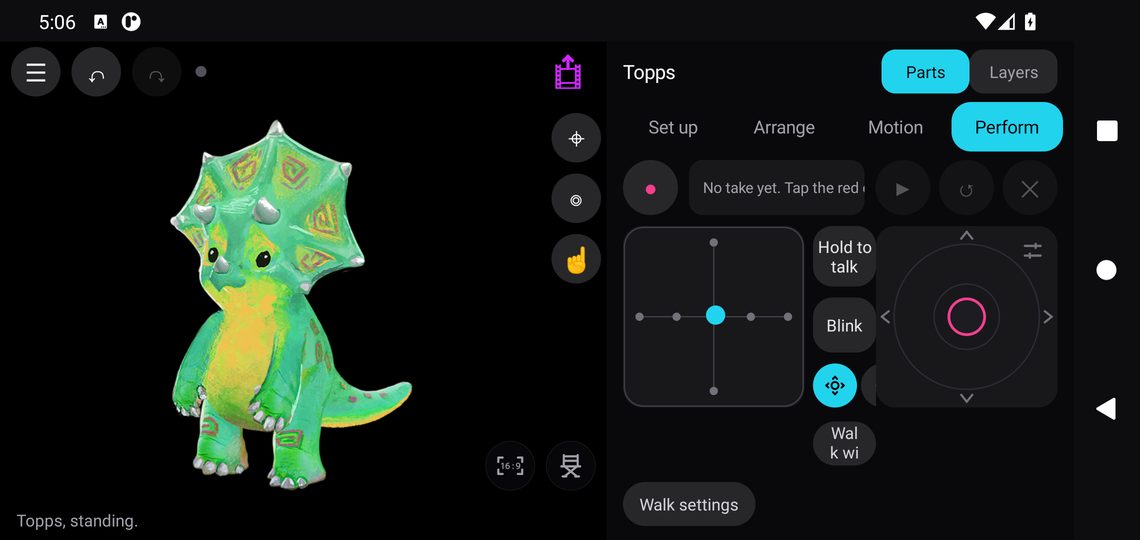 5:06
A
Topps
Parts
Layers
Set up
Arrange
Motion
Perform
No take yet. Tap the red
Hold to
talk
Blink
Wal
k wi
16:9
Walk settings
Topps, standing.